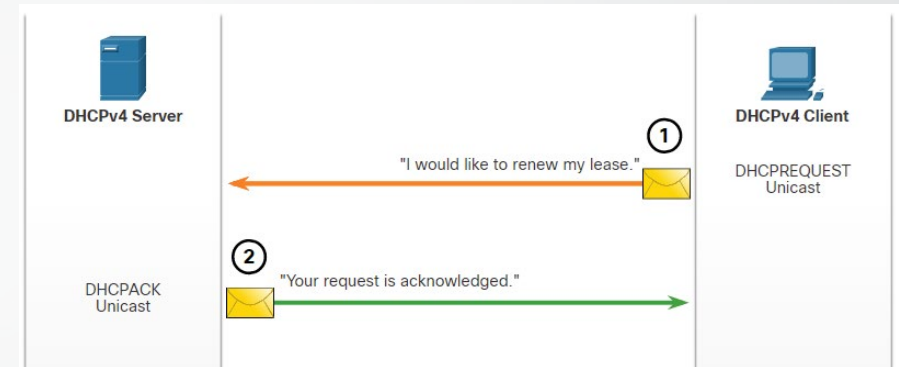 DHCPv4 Server
DHCPv4 Client
1
"I would like to renew my lease."
DHCPREQUEST
Unicast
2
"Your request is acknowledged."
DHCPACK
Unicast